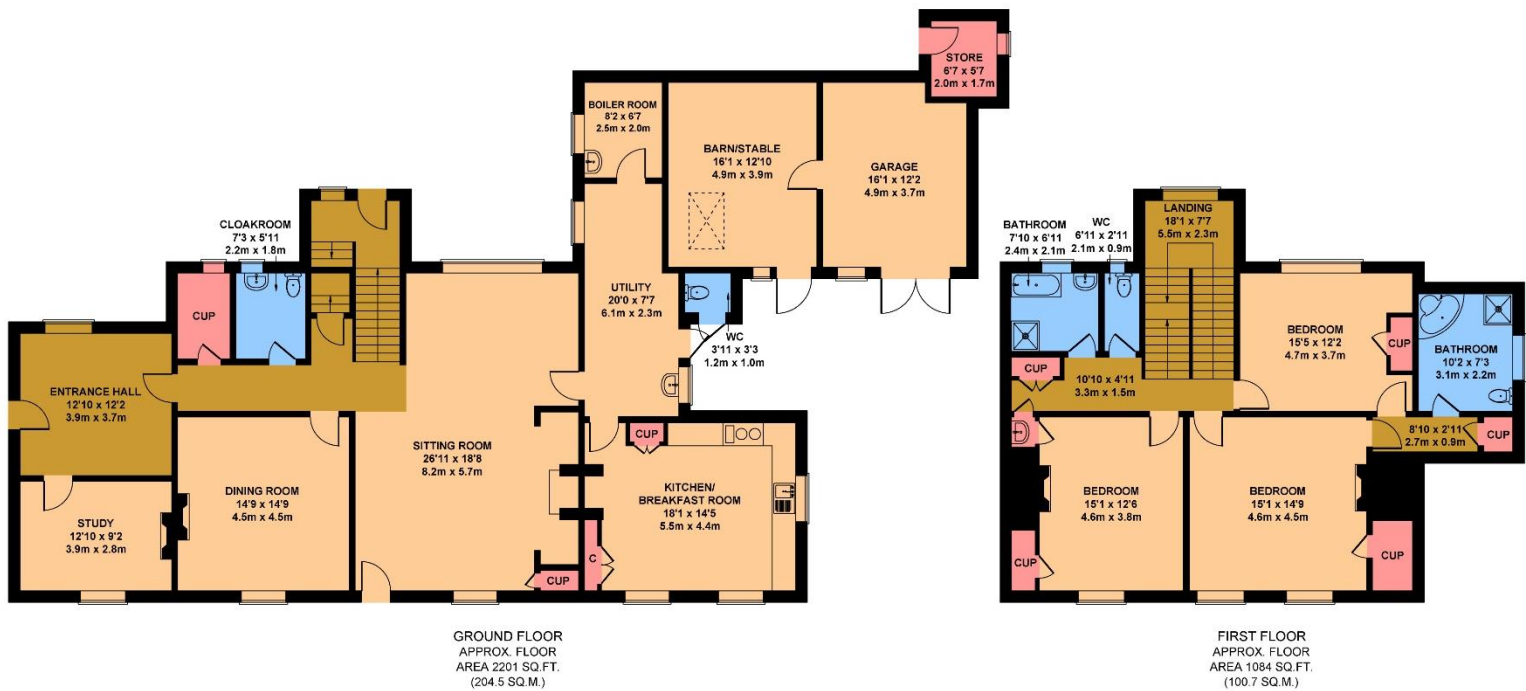 STORE
6'7 x 5'7
2.0m x 1.7m
BOILER ROOM
8'2 x 6'7
2.5m x 2.0m
BARN/STABLE
16'1 x 12'10
4.9m x 3.9m
GARAGE
16'1 x 12'2
4.9m x 3.7m
CLOAKROOM
7'3 x 5'11
2.2m x 1.8m
CUP
UTILITY
20'0 x 7'7
6.1m x 2.3m
WC
3'11 x 3'3
1.2m x 1.0m
ENTRANCE HALL
12'10 x 12'2
3.9m x 3.7m
SITTING ROOM
26'11 x 18'8
8.2m x 5.7m
CUP
KITCHEN/
BREAKFAST ROOM
18'1 x 14'5
5.5m x 4.4m
DINING ROOM
14'9 x 14'9
4.5m x 4.5m
STUDY
12'10 x 9'2
3.9m x 2.8m
C
CUP
GROUND FLOOR
APPROX. FLOOR
AREA 2201 SQ.FT.
(204.5 SQ.M.)
LANDING
18'1 x 7'7
5.5m x 2.3m
BATHROOM
7'10 x 6'11
2.4m x 2.1m
WC
6'11 x 2'11
2.1m x 0.9m
BEDROOM
15'5 x 12'2
4.7m x 3.7m
CUP
BATHROOM
10'2 x 7'3
3.1m x 2.2m
CUP
10'10 x 4'11
3.3m x 1.5m
8'10 x 2'11
2.7m x 0.9m
CUP
BEDROOM
15'1 x 12'6
4.6m x 3.8m
BEDROOM
15'1 x 14'9
4.6m x 4.5m
CUP
CUP
FIRST FLOOR
APPROX. FLOOR
AREA 1084 SQ.FT.
(100.7 SQ.M.)